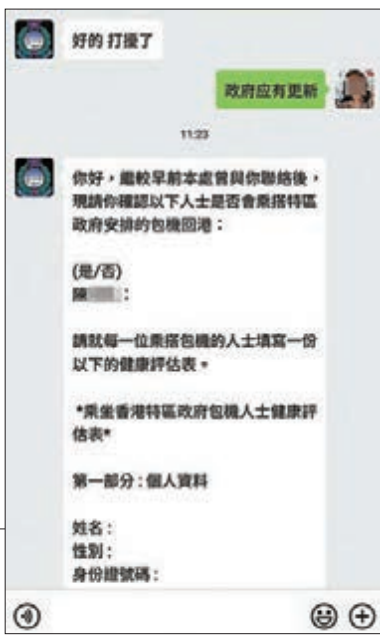 好的 打擾了
政府应有更新
11:23
你好，繼較早前本處曾與你聯絡後，
現請你確認以下人士是否會乘搭特區
政府安排的包機回港：
(是/否)
陳 ：
請就每一位乘搭包機的人士填寫一份
以下的健康評估表。
*乘坐香港特區政府包機人士健康評
估表*
第一部分：個人資料
姓名：
性別：
身份證號碼：